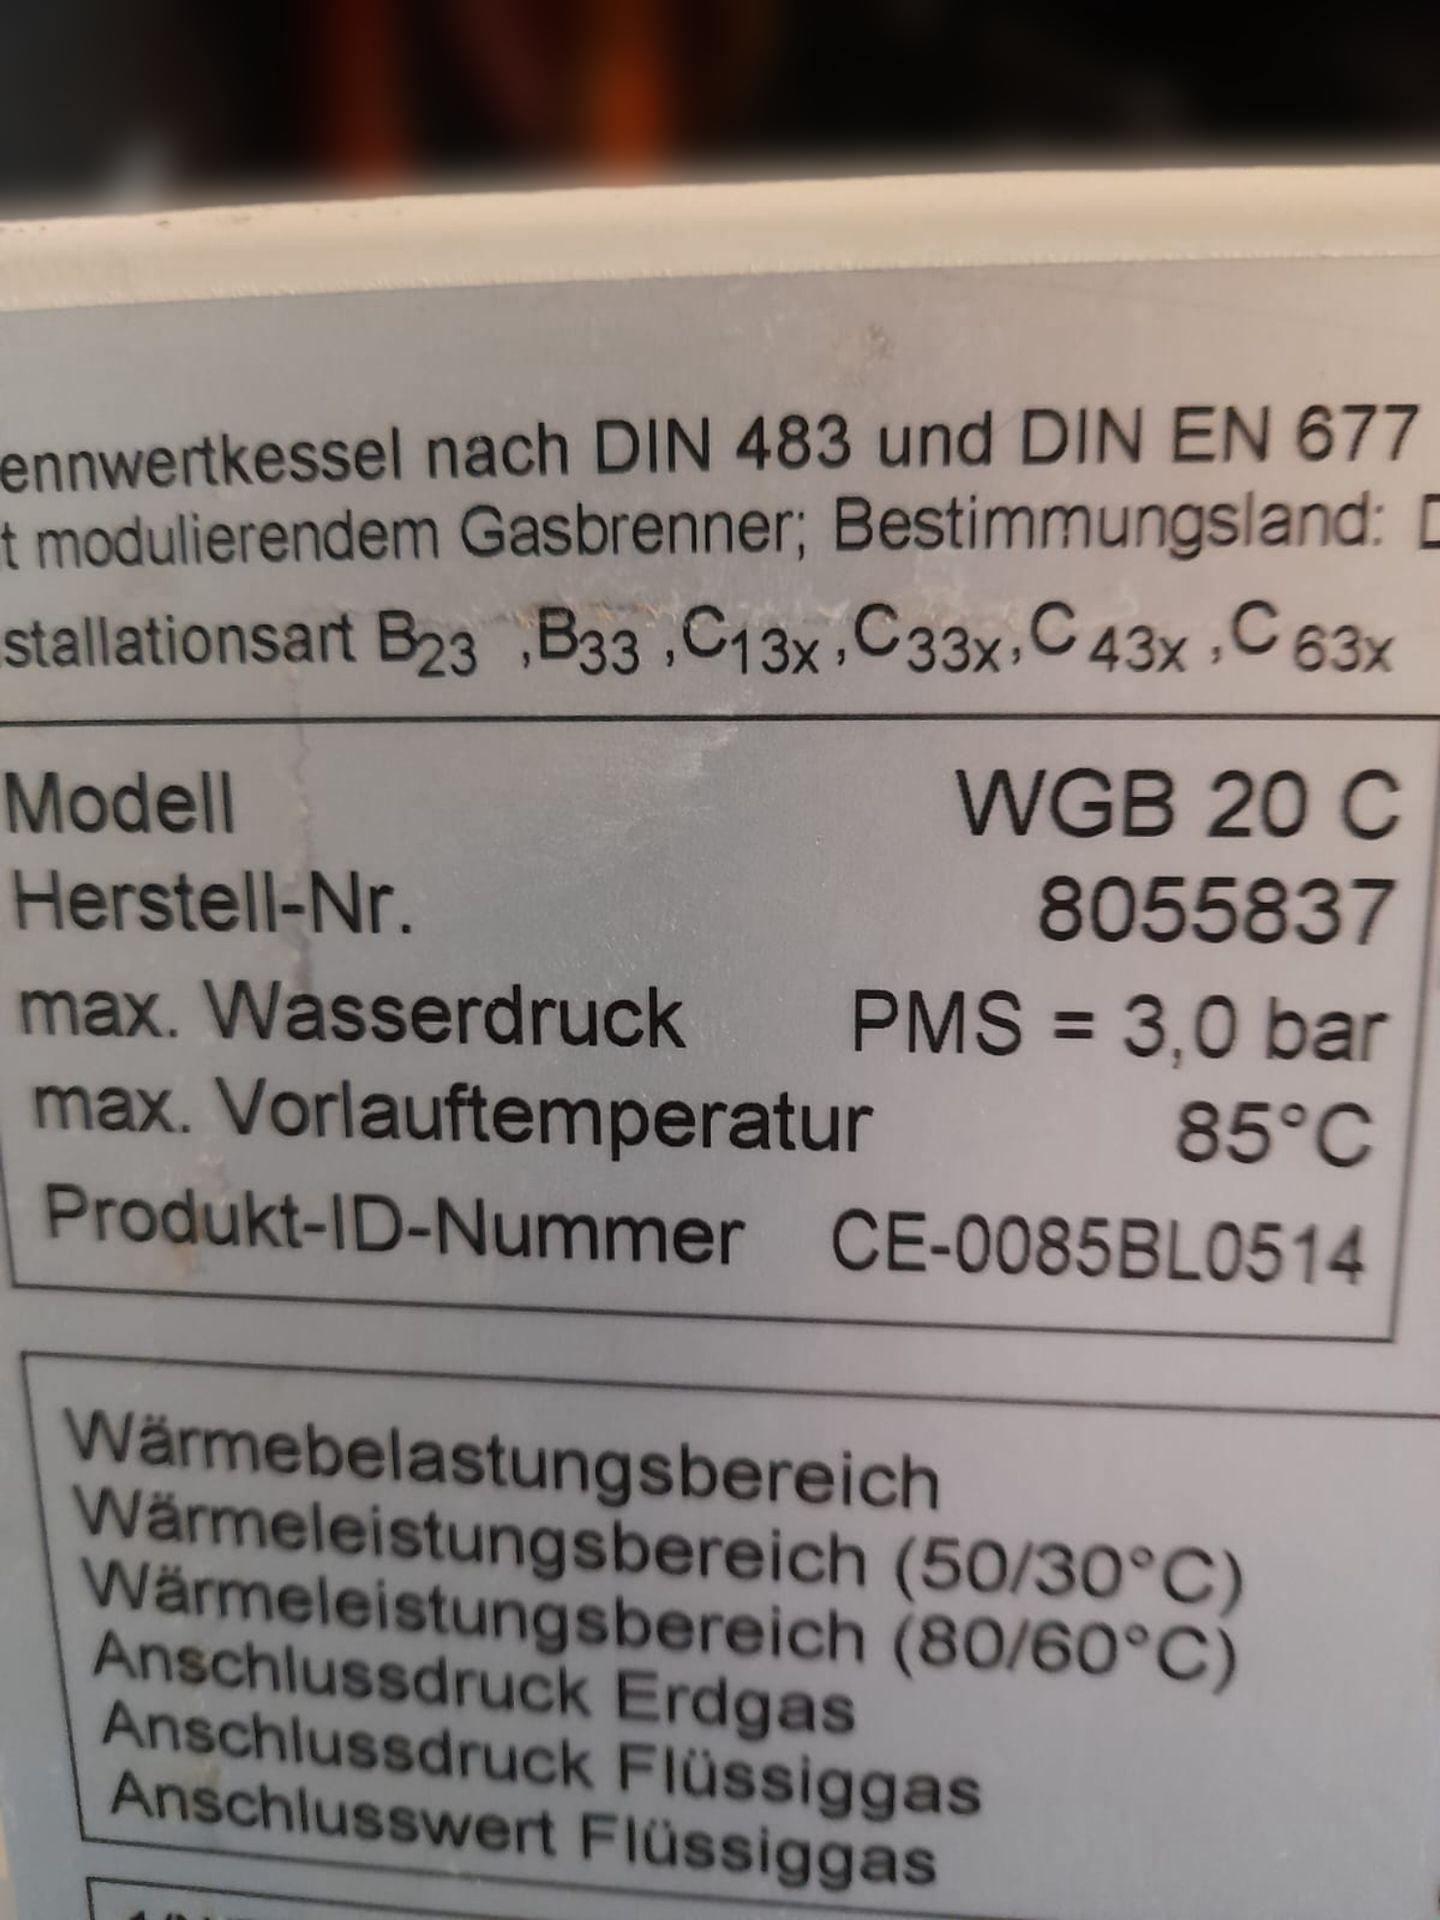 ennwertkessel nach DIN 483 und DIN EN 677
t modulierendem Gasbrenner; Bestimmungsland:
stallationsart B23 ,B33 ,C13x ,C33x, C 43x ,C 63x
Modell WGB 20 C
Herstell-Nr. 8055837
max. Wasserdruck PMS = 3,0 bar
max. Vorlauftemperatur 85°C
Produkt-ID-Nummer CE-0085BL0514
Wärmebelastungsbereich
Wärmeleistungsbereich (50/30°C)
Wärmeleistungsbereich (80/60°C)
Anschlussdruck Erdgas
Anschlussdruck Flüssiggas
Anschlusswert Flüssiggas